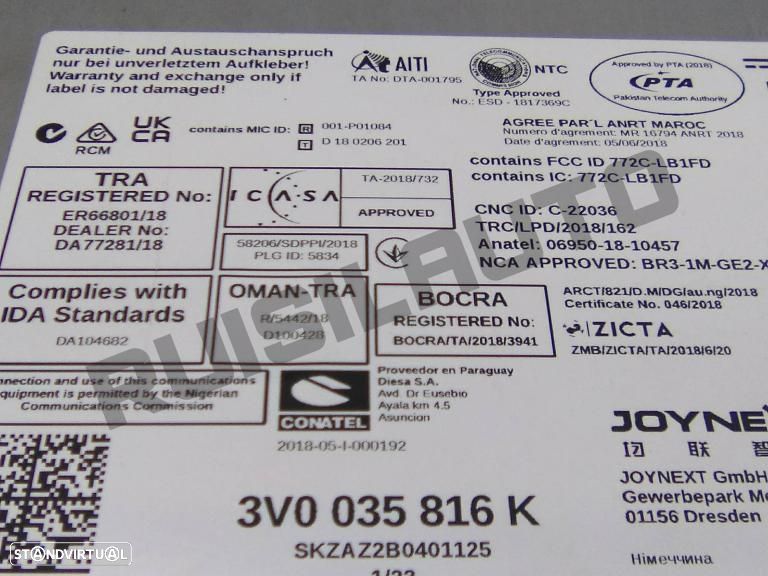 Garantie- und Austauschanspruch
nur bei unverletztem Aufkleber!
Warranty and exchange only if
label is not damaged!
AITI
TA No: DTA-001795
NTC
Type Approved
No.: ESD - 1817369C
Approved by PTA (2018)
PTA
Pakistan Telecom Authority
RCM
UK
CA
contains MIC ID:
R 001-P01084
T D 18 0206 201
AGREE PAR'L ANRT MAROC
Numero d'agrement: MR 16794 ANRT 2018
Date d'agrement: 05/06/2018
contains FCC ID 772C-LB1FD
contains IC: 772C-LB1FD
TRA
REGISTERED No:
ER66801/18
DEALER No:
DA77281/18
ICASA
TA-2018/732
APPROVED
58206/SDPPI/2018
PLG ID: 5834
CNC ID: C-22036
TRC/LPD/2018/162
Anatel: 06950-18-10457
NCA APPROVED: BR3-1M-GE2-X
Complies with
IDA Standards
DA104682
OMAN-TRA
R/5442/18
D100428
BOCRA
REGISTERED No:
BOCRA/TA/2018/3941
ARCT/821/D.M/DG/au.ng/2018
Certificate No. 046/2018
ZICTA
ZMB/ZICTA/TA/2018/6/20
onnection and use of this communications
equipment is permitted by the Nigerian
Communications Commission
CONATEL
2018-05-I-000192
Proveedor en Paraguay
Diesa S.A.
Avd. Dr Eusebio
Ayala km 4.5
Asuncion
JOYNEX
联
JOYNEXT GmbH
Gewerbepark Me
01156 Dresden
3V0 035 816 K
SKZAZ2B0401125
1/22
Німеччина
RUISILAUTO
STANDVIRTUAL